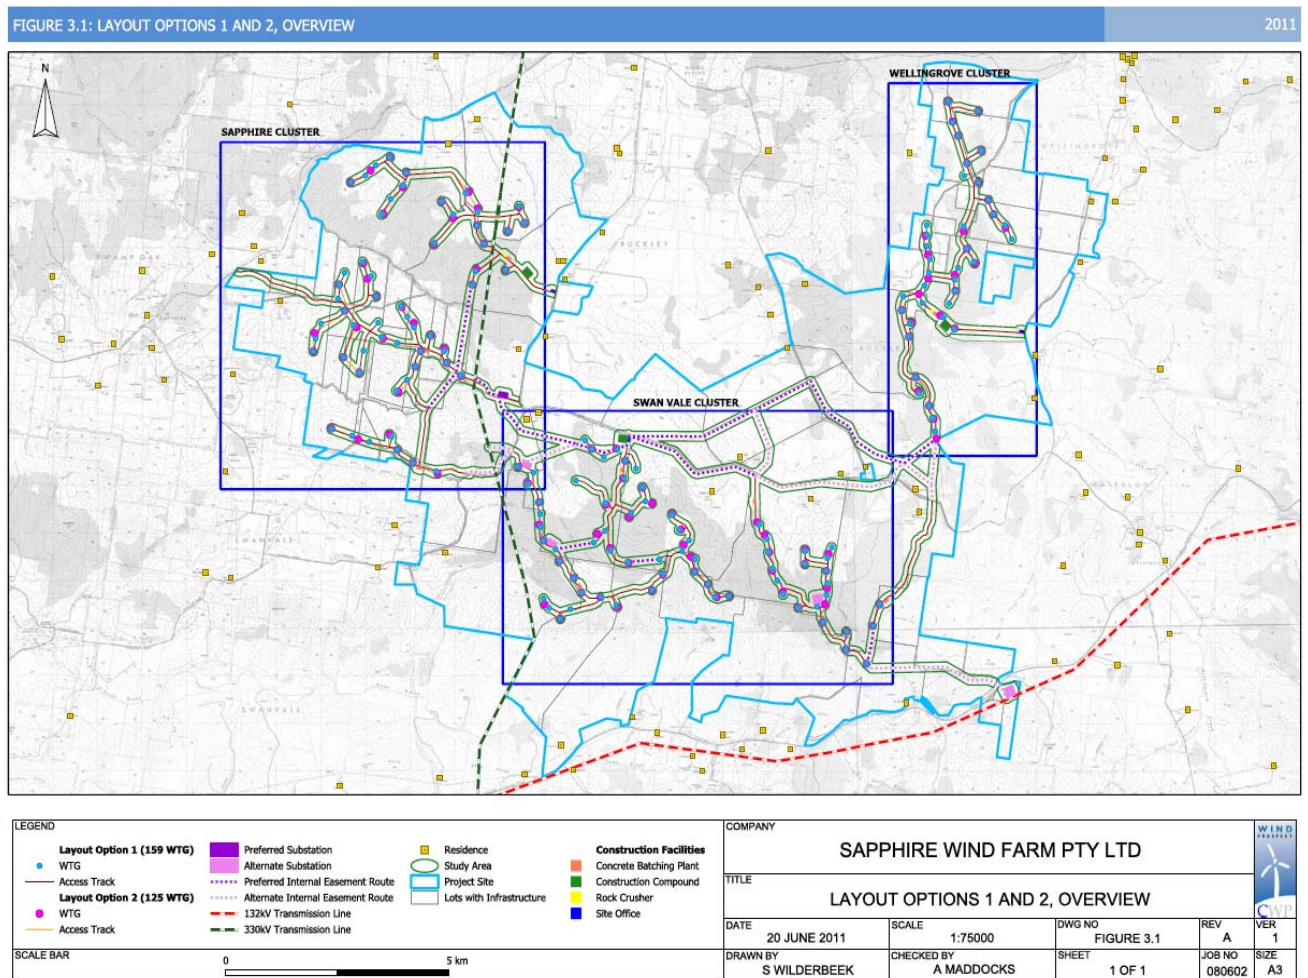 FIGURE 3.1: LAYOUT OPTIONS 1 AND 2, OVERVIEW
2011
N
WELLINGROVE CLUSTER
SAPPHIRE CLUSTER
WELLINGROVE
BUCKLEY
SWAMP OAK
SWAN VALE CLUSTER
WATERLOO
SWANVALE
LEGEND
Layout Option 1 (159 WTG)
WTG
Access Track
Layout Option 2 (125 WTG)
WTG
Access Track
Preferred Substation
Alternate Substation
Preferred Internal Easement Route
Alternate Internal Easement Route
132kV Transmission Line
330kV Transmission Line
Residence
Study Area
Project Site
Lots with Infrastructure
Construction Facilities
Concrete Batching Plant
Construction Compound
Rock Crusher
Site Office
SCALE BAR
0
5 km
COMPANY
SAPPHIRE WIND FARM PTY LTD
TITLE
LAYOUT OPTIONS 1 AND 2, OVERVIEW
DATE
20 JUNE 2011
SCALE
1:75000
DWG NO
FIGURE 3.1
REV
A
VER
1
DRAWN BY
S WILDERBEEK
CHECKED BY
A MADDOCKS
SHEET
1 OF 1
JOB NO
080602
SIZE
A3
WIND
PROSPECT
CWP